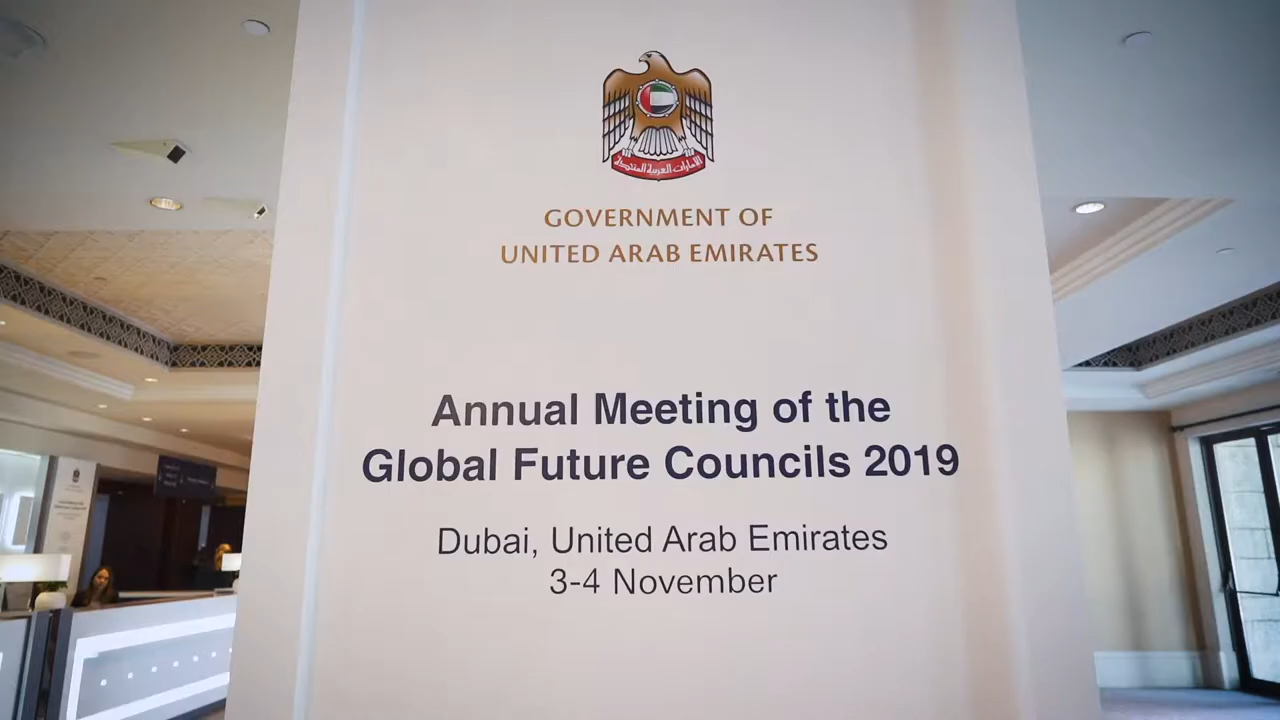 الإمارات العربية المتحدة
GOVERNMENT OF
UNITED ARAB EMIRATES
Annual Meeting of the
Global Future Councils 2019
Dubai, United Arab Emirates
3-4 November